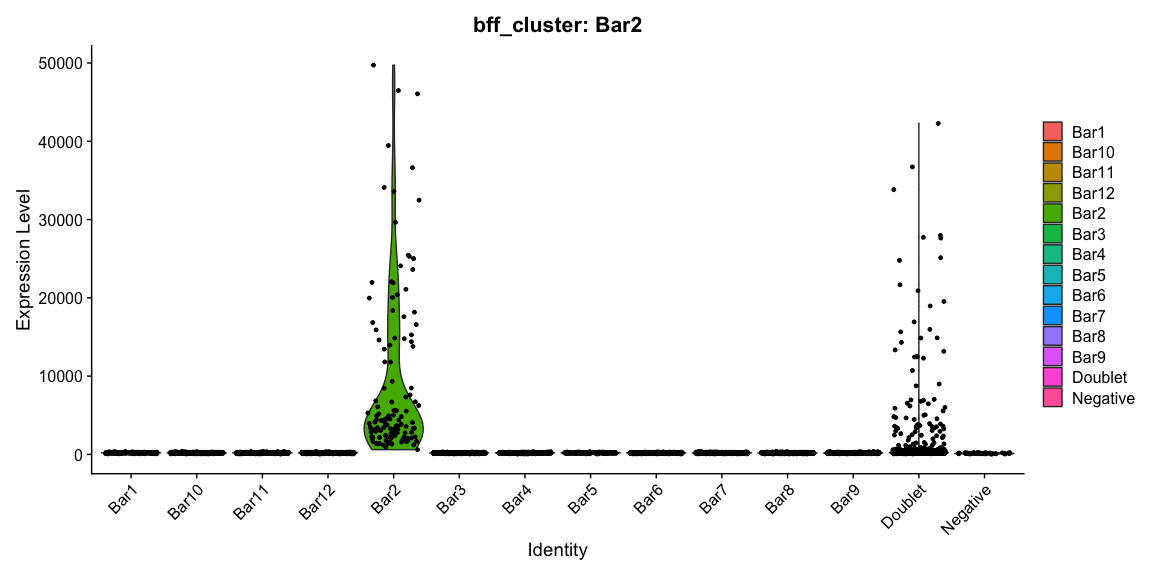 bff_cluster: Bar2
Expression Level
50000
40000
30000
20000
10000
0
Bar1
Bar10
Bar11
Bar12
Bar2
Bar3
Bar4
Bar5
Bar6
Bar7
Bar8
Bar9
Doublet
Negative
Identity
Bar1
Bar10
Bar11
Bar12
Bar2
Bar3
Bar4
Bar5
Bar6
Bar7
Bar8
Bar9
Doublet
Negative